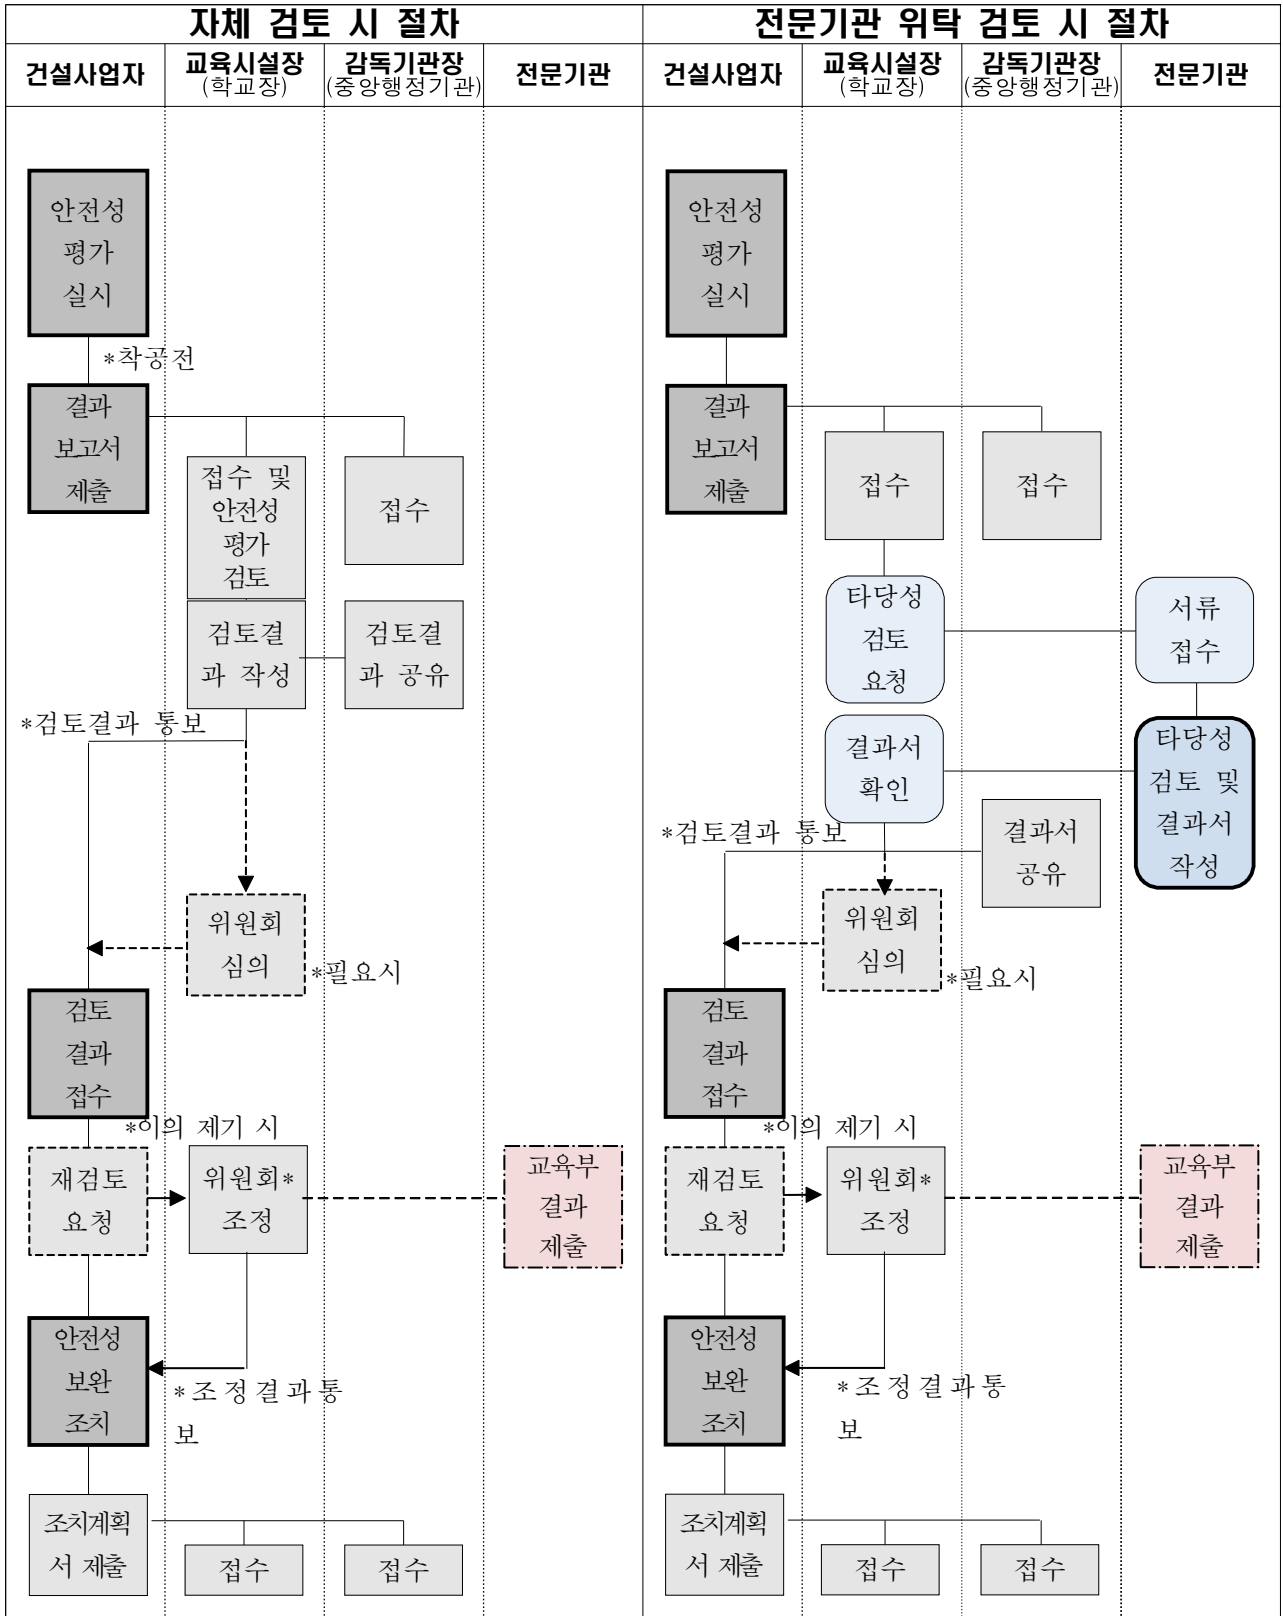 자체 검토 시 절차
건설사업자
교육시설장
(학교장)
감독기관장
(중앙행정기관)
전문기관
안전성
평가
실시
*착공전
결과
보고서
제출
접수 및
안전성
평가
검토
접수
검토결
과 작성
검토결
과 공유
*검토결과 통보
위원회
심의
*필요시
검토
결과
접수
*이의 제기 시
재검토
요청
위원회*
조정
교육부
결과
제출
안전성
보완
조치
*조정결과통
보
조치계획
서 제출
접수
접수
전문기관 위탁 검토 시 절차
건설사업자
교육시설장
(학교장)
감독기관장
(중앙행정기관)
전문기관
안전성
평가
실시
결과
보고서
제출
접수
접수
타당성
검토
요청
서류
접수
결과서
확인
타당성
검토 및
결과서
작성
*검토결과 통보
결과서
공유
위원회
심의
*필요시
검토
결과
접수
*이의 제기 시
재검토
요청
위원회*
조정
교육부
결과
제출
안전성
보완
조치
*조정결과통
보
조치계획
서 제출
접수
접수